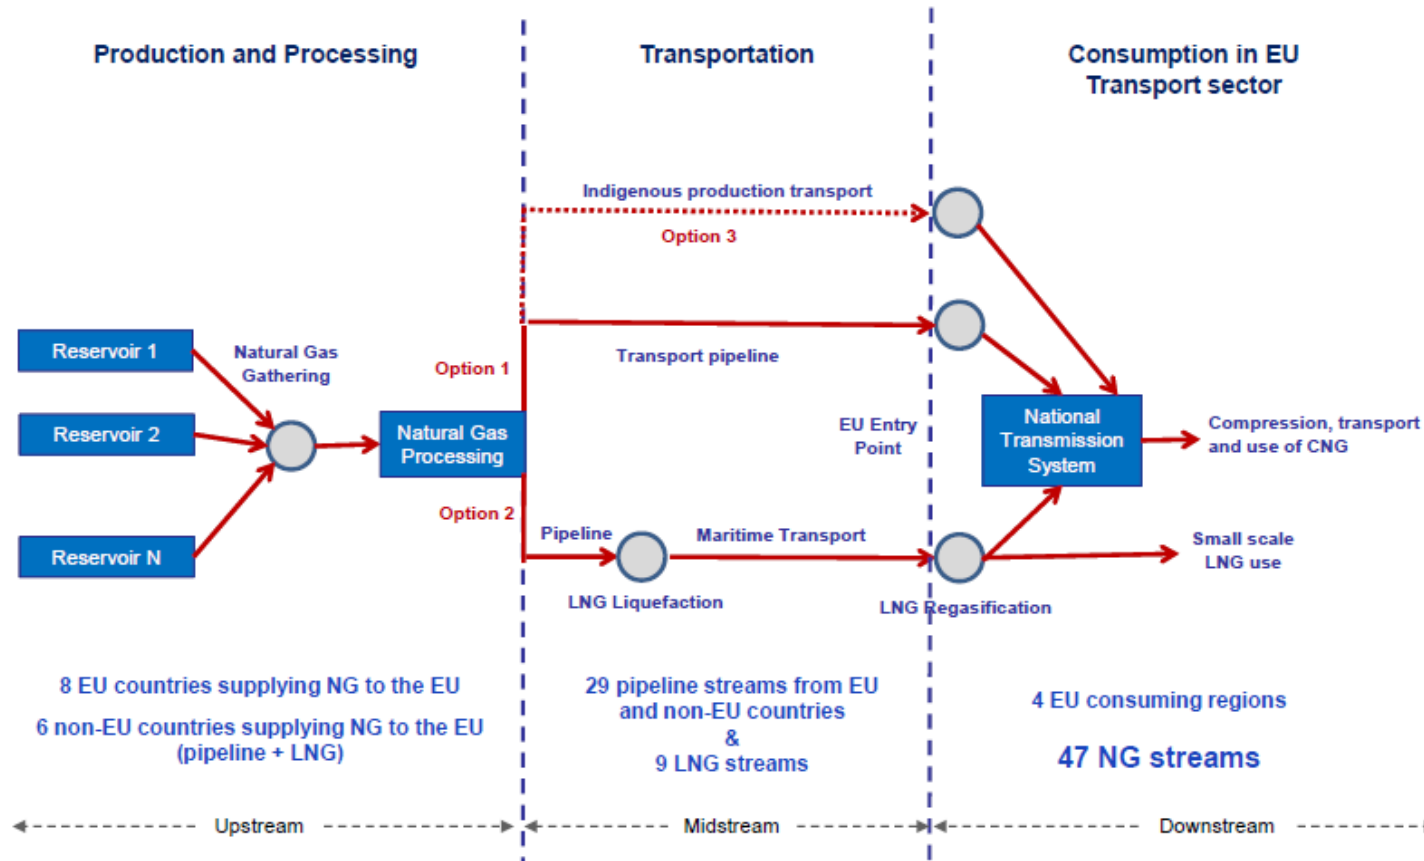 Production and Processing
Transportation
Consumption in EU
Transport sector
Indigenous production transport
Option 3
Reservoir 1
Natural Gas
Gathering
Option 1
Transport pipeline
Reservoir 2
Natural Gas
Processing
EU Entry
Point
National
Transmission
System
Compression, transport
and use of CNG
Option 2
Reservoir N
Pipeline
Maritime Transport
Small scale
LNG use
LNG Liquefaction
LNG Regasification
8 EU countries supplying NG to the EU
6 non-EU countries supplying NG to the EU
(pipeline + LNG)
29 pipeline streams from EU
and non-EU countries
&
9 LNG streams
4 EU consuming regions
47 NG streams
Upstream
Midstream
Downstream